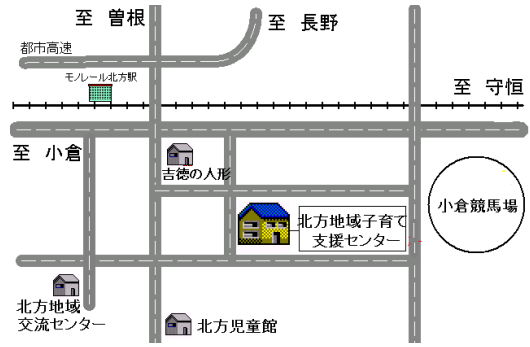 至 曽根
至 長野
都市高速
モノレール北方駅
至 守恒
至 小倉
吉徳の人形
小倉競馬場
北方地域子育て
支援センター
北方地域
交流センター
北方児童館